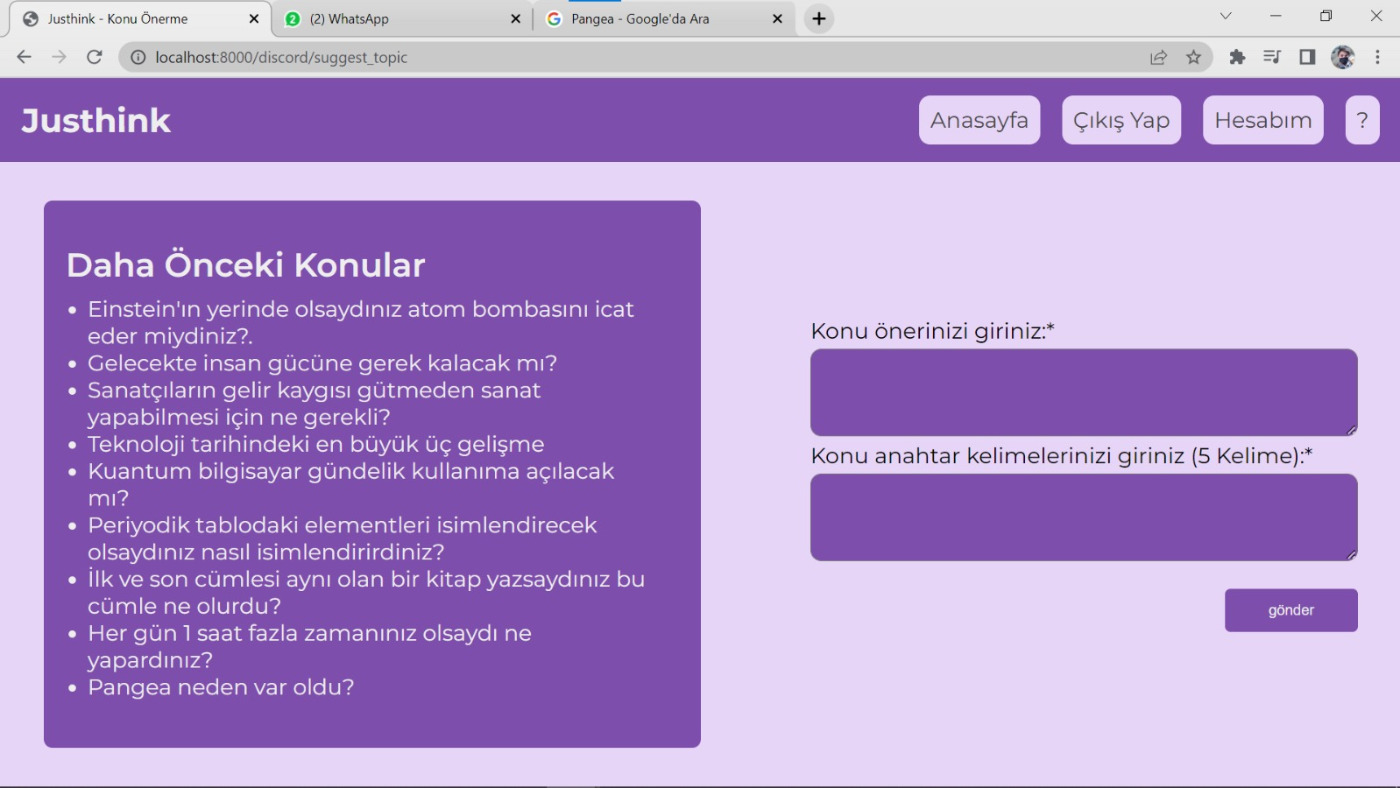 Justhink - Konu Önerme
2
(2) WhatsApp
Pangea - Google'da Ara
localhost:8000/discord/suggest_topic
Justhink
Anasayfa
Çıkış Yap
Hesabım
?
Daha Önceki Konular
• Einstein'ın yerinde olsaydınız atom bombasını icat
eder miydiniz?.
• Gelecekte insan gücüne gerek kalacak mı?
• Sanatçıların gelir kaygısı gütmeden sanat
yapabilmesi için ne gerekli?
• Teknoloji tarihindeki en büyük üç gelişme
• Kuantum bilgisayar gündelik kullanıma açılacak
mı?
• Periyodik tablodaki elementleri isimlendirecek
olsaydınız nasıl isimlendirirdiniz?
• İlk ve son cümlesi aynı olan bir kitap yazsaydınız bu
cümle ne olurdu?
• Her gün 1 saat fazla zamanınız olsaydı ne
yapardınız?
• Pangea neden var oldu?
Konu önerinizi giriniz:*
Konu anahtar kelimelerinizi giriniz (5 Kelime):*
gönder